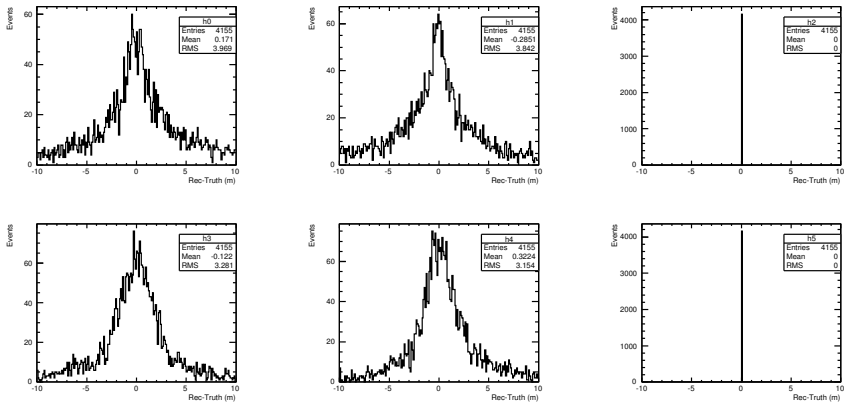 Events
h0
Entries 4155
Mean 0.171
RMS 3.969
60
40
20
0
-10 -5 0 5 10
Rec-Truth (m)
Events
h1
Entries 4155
Mean -0.2851
RMS 3.842
60
40
20
0
-10 -5 0 5 10
Rec-Truth (m)
Events
h2
Entries 4155
Mean 0
RMS 0
4000
3000
2000
1000
0
-10 -5 0 5 10
Rec-Truth (m)
Events
h3
Entries 4155
Mean -0.122
RMS 3.281
60
40
20
0
-10 -5 0 5 10
Rec-Truth (m)
Events
h4
Entries 4155
Mean 0.3224
RMS 3.154
60
40
20
0
-10 -5 0 5 10
Rec-Truth (m)
Events
h5
Entries 4155
Mean 0
RMS 0
4000
3000
2000
1000
0
-10 -5 0 5 10
Rec-Truth (m)